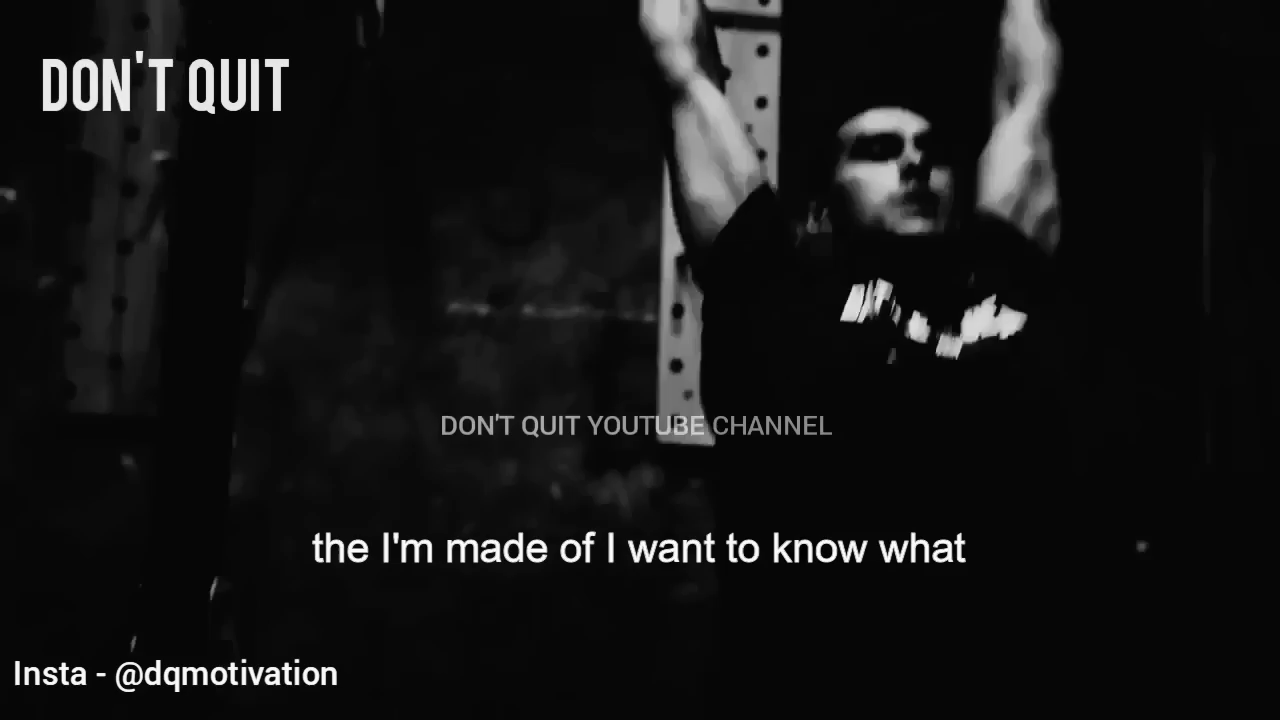 DON'T QUIT
DON'T QUIT YOUTUBE CHANNEL
the I'm made of I want to know what
Insta - @dqmotivation